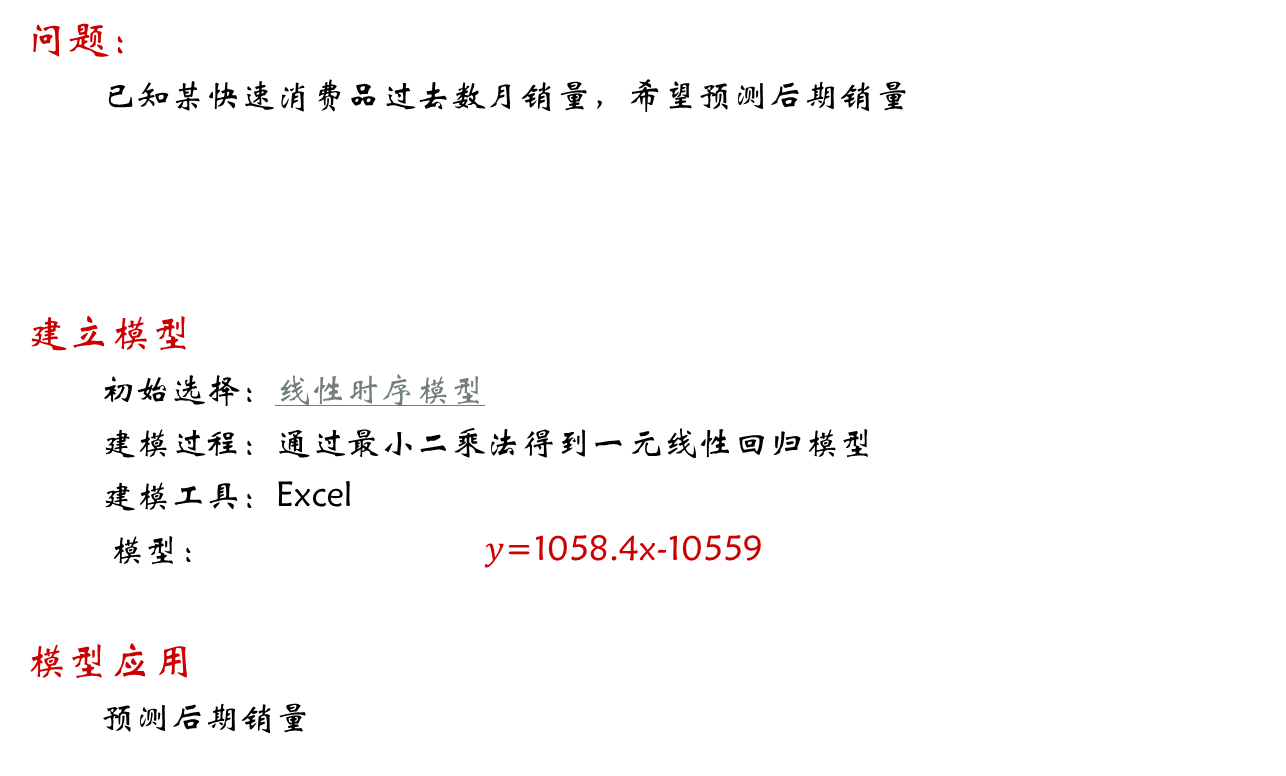 问题：
已知某快速消费品过去数月销量，希望预测后期销量
建立模型
初始选择：线性时序模型
建模过程：通过最小二乘法得到一元线性回归模型
建模工具：Excel
模型： y=1058.4x-10559
模型应用
预测后期销量